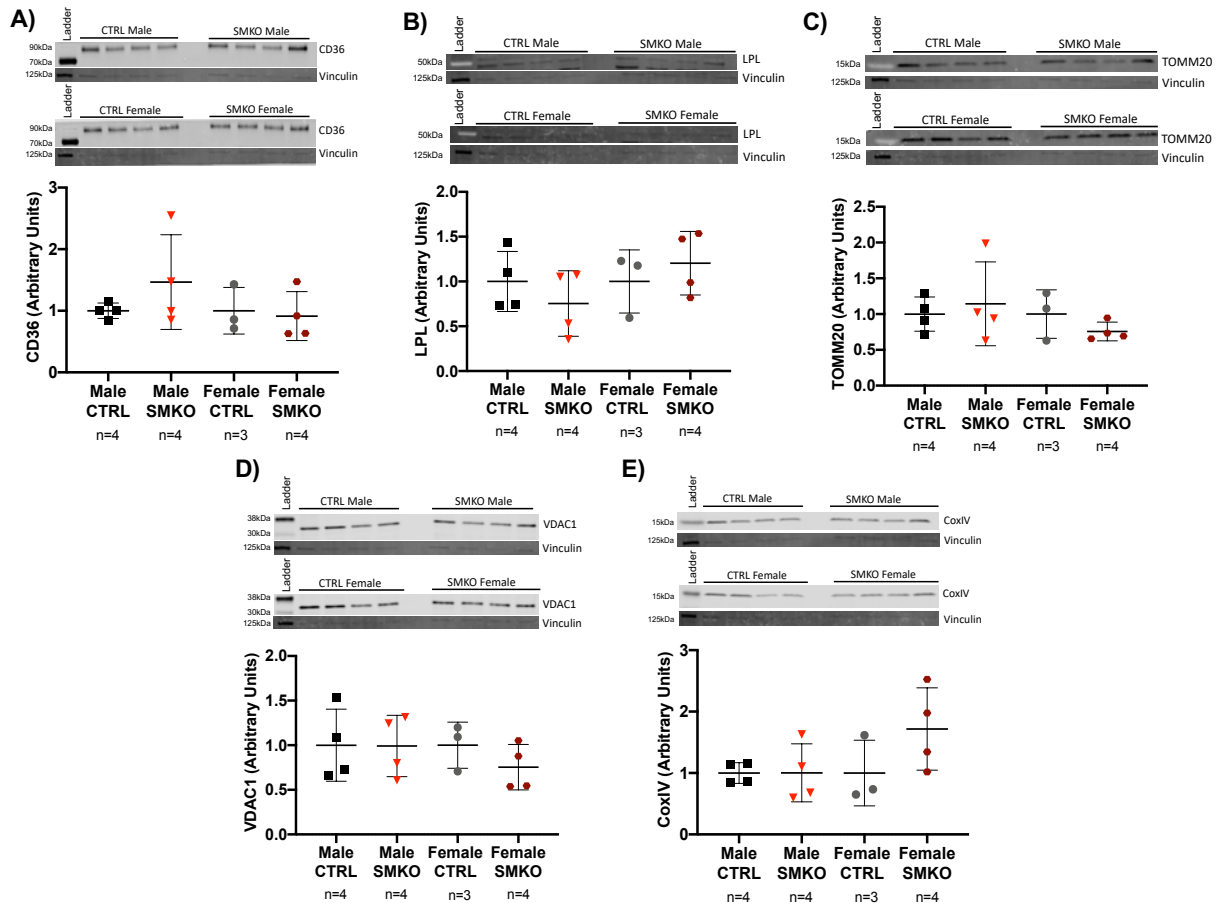 A)
Ladder
CTRL Male
SMKO Male
90kDa
CD36
70kDa
125kDa
Vinculin
Ladder
CTRL Female
SMKO Female
90kDa
CD36
70kDa
125kDa
Vinculin
CD36 (Arbitrary Units)
3
2
1
0
Male CTRL
Male SMKO
Female CTRL
Female SMKO
n=4
n=4
n=3
n=4
B)
Ladder
CTRL Male
SMKO Male
50kDa
LPL
125kDa
Vinculin
Ladder
CTRL Female
SMKO Female
50kDa
LPL
125kDa
Vinculin
LPL (Arbitrary Units)
2.0
1.5
1.0
0.5
0.0
Male CTRL
Male SMKO
Female CTRL
Female SMKO
n=4
n=4
n=3
n=4
C)
Ladder
CTRL Male
SMKO Male
15kDa
TOMM20
125kDa
Vinculin
Ladder
CTRL Female
SMKO Female
15kDa
TOMM20
125kDa
Vinculin
TOMM20 (Arbitrary Units)
2.5
2.0
1.5
1.0
0.5
0.0
Male CTRL
Male SMKO
Female CTRL
Female SMKO
n=4
n=4
n=3
n=4
D)
Ladder
CTRL Male
SMKO Male
38kDa
VDAC1
30kDa
125kDa
Vinculin
Ladder
CTRL Female
SMKO Female
38kDa
VDAC1
30kDa
125kDa
Vinculin
VDAC1 (Arbitrary Units)
2.0
1.5
1.0
0.5
0.0
Male CTRL
Male SMKO
Female CTRL
Female SMKO
n=4
n=4
n=3
n=4
E)
Ladder
CTRL Male
SMKO Male
15kDa
CoxIV
125kDa
Vinculin
Ladder
CTRL Female
SMKO Female
15kDa
CoxIV
125kDa
Vinculin
CoxIV (Arbitrary Units)
3
2
1
0
Male CTRL
Male SMKO
Female CTRL
Female SMKO
n=4
n=4
n=3
n=4